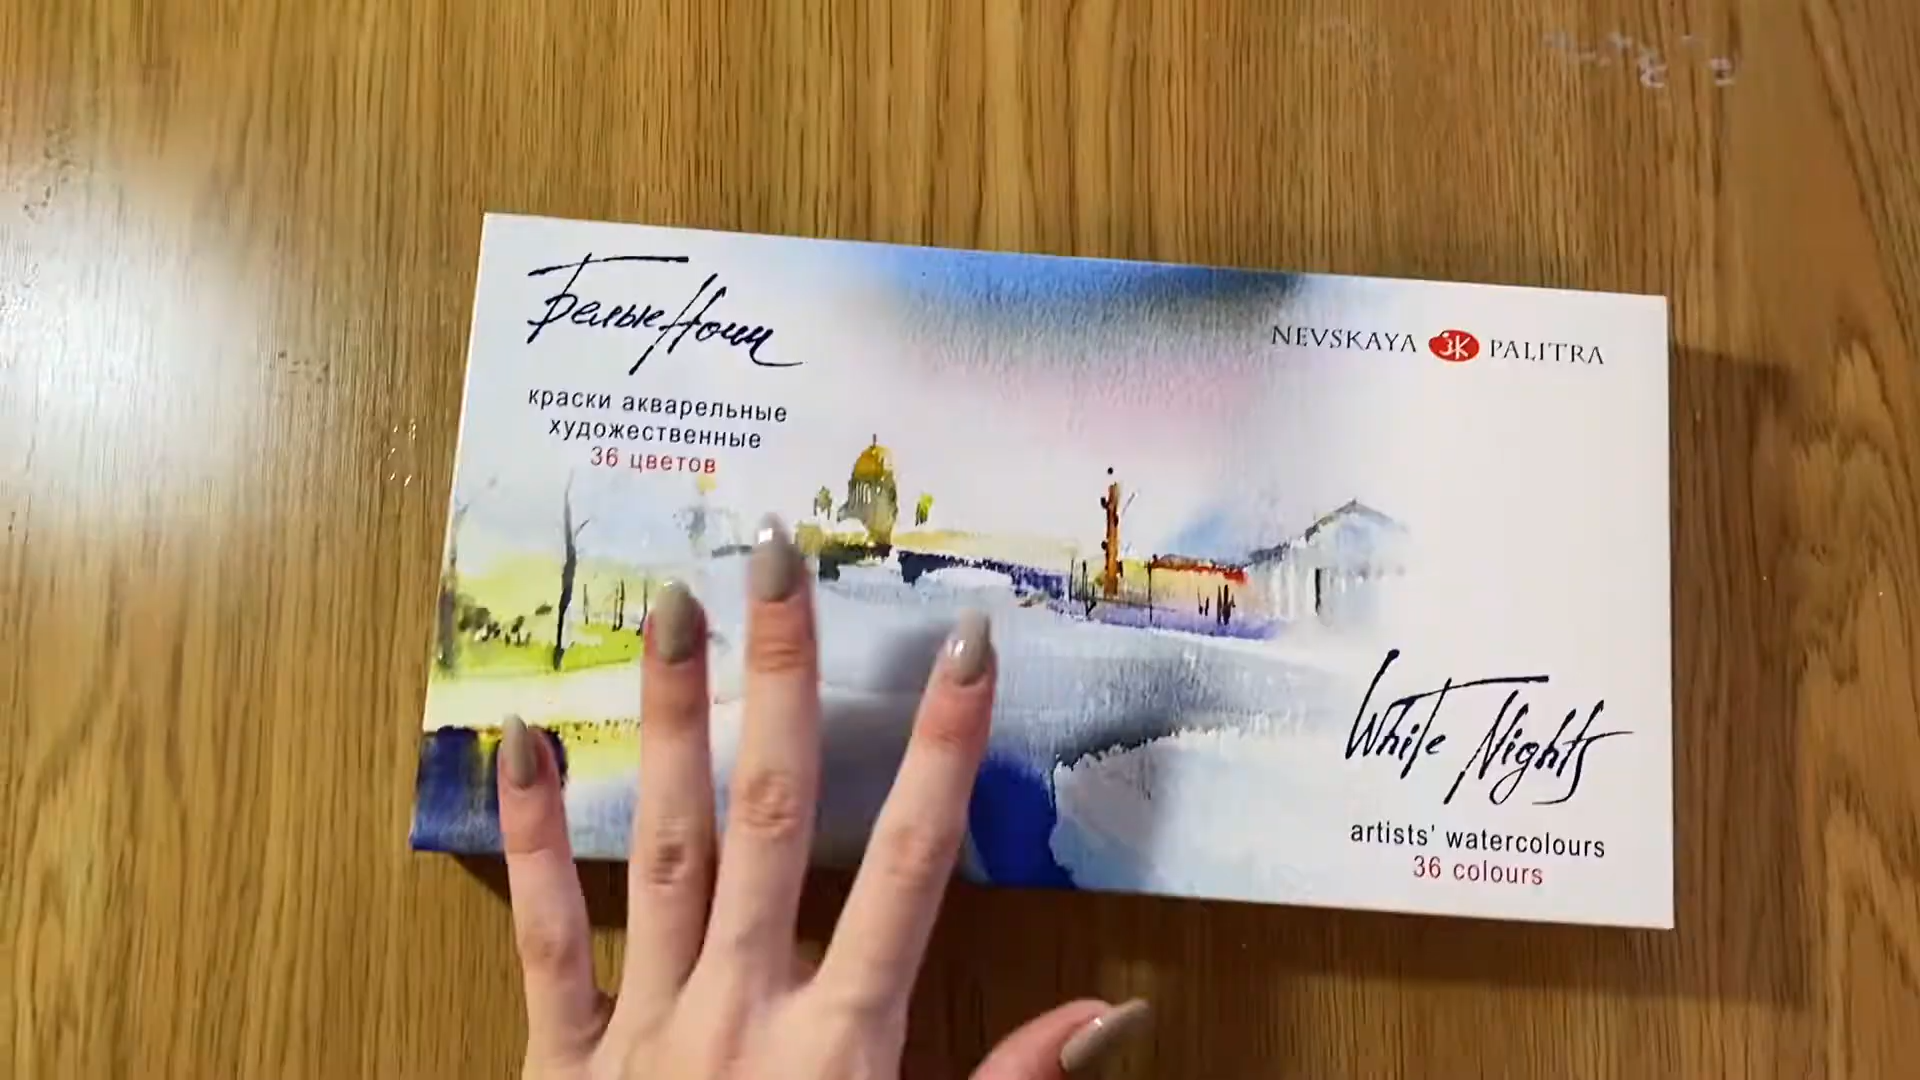 Белые Ночи
краски акварельные
художественные
36 цветов
NEVSKAYA ЗК PALITRA
White Nights
artists' watercolours
36 colours